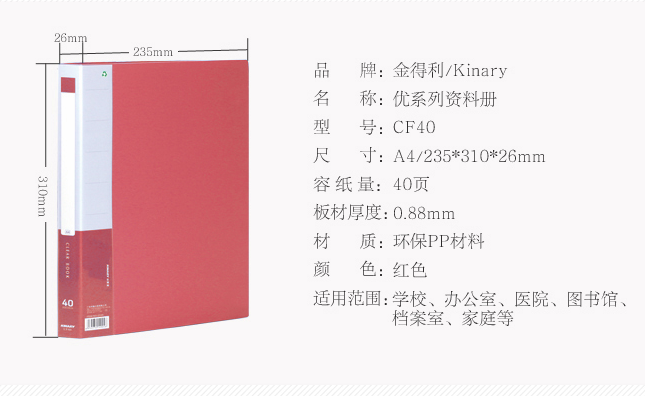 26mm
235mm
310mm
CLEAR BOOK
40
KINARY
品 牌：金得利/Kinary
名 称：优系列资料册
型 号：CF40
尺 寸：A4/235*310*26mm
容 纸 量：40页
板材厚度：0.88mm
材 质：环保PP材料
颜 色：红色
适用范围：学校、办公室、医院、图书馆、
档案室、家庭等